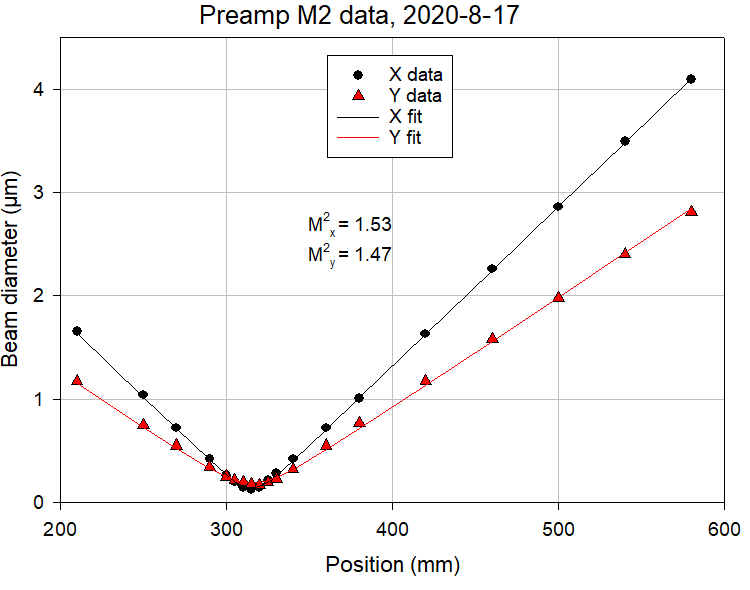 Preamp M2 data, 2020-8-17
Beam diameter (µm)
4
3
2
1
0
X data
Y data
X fit
Y fit
M²ₓ = 1.53
M²ᵧ = 1.47
200 300 400 500 600
Position (mm)